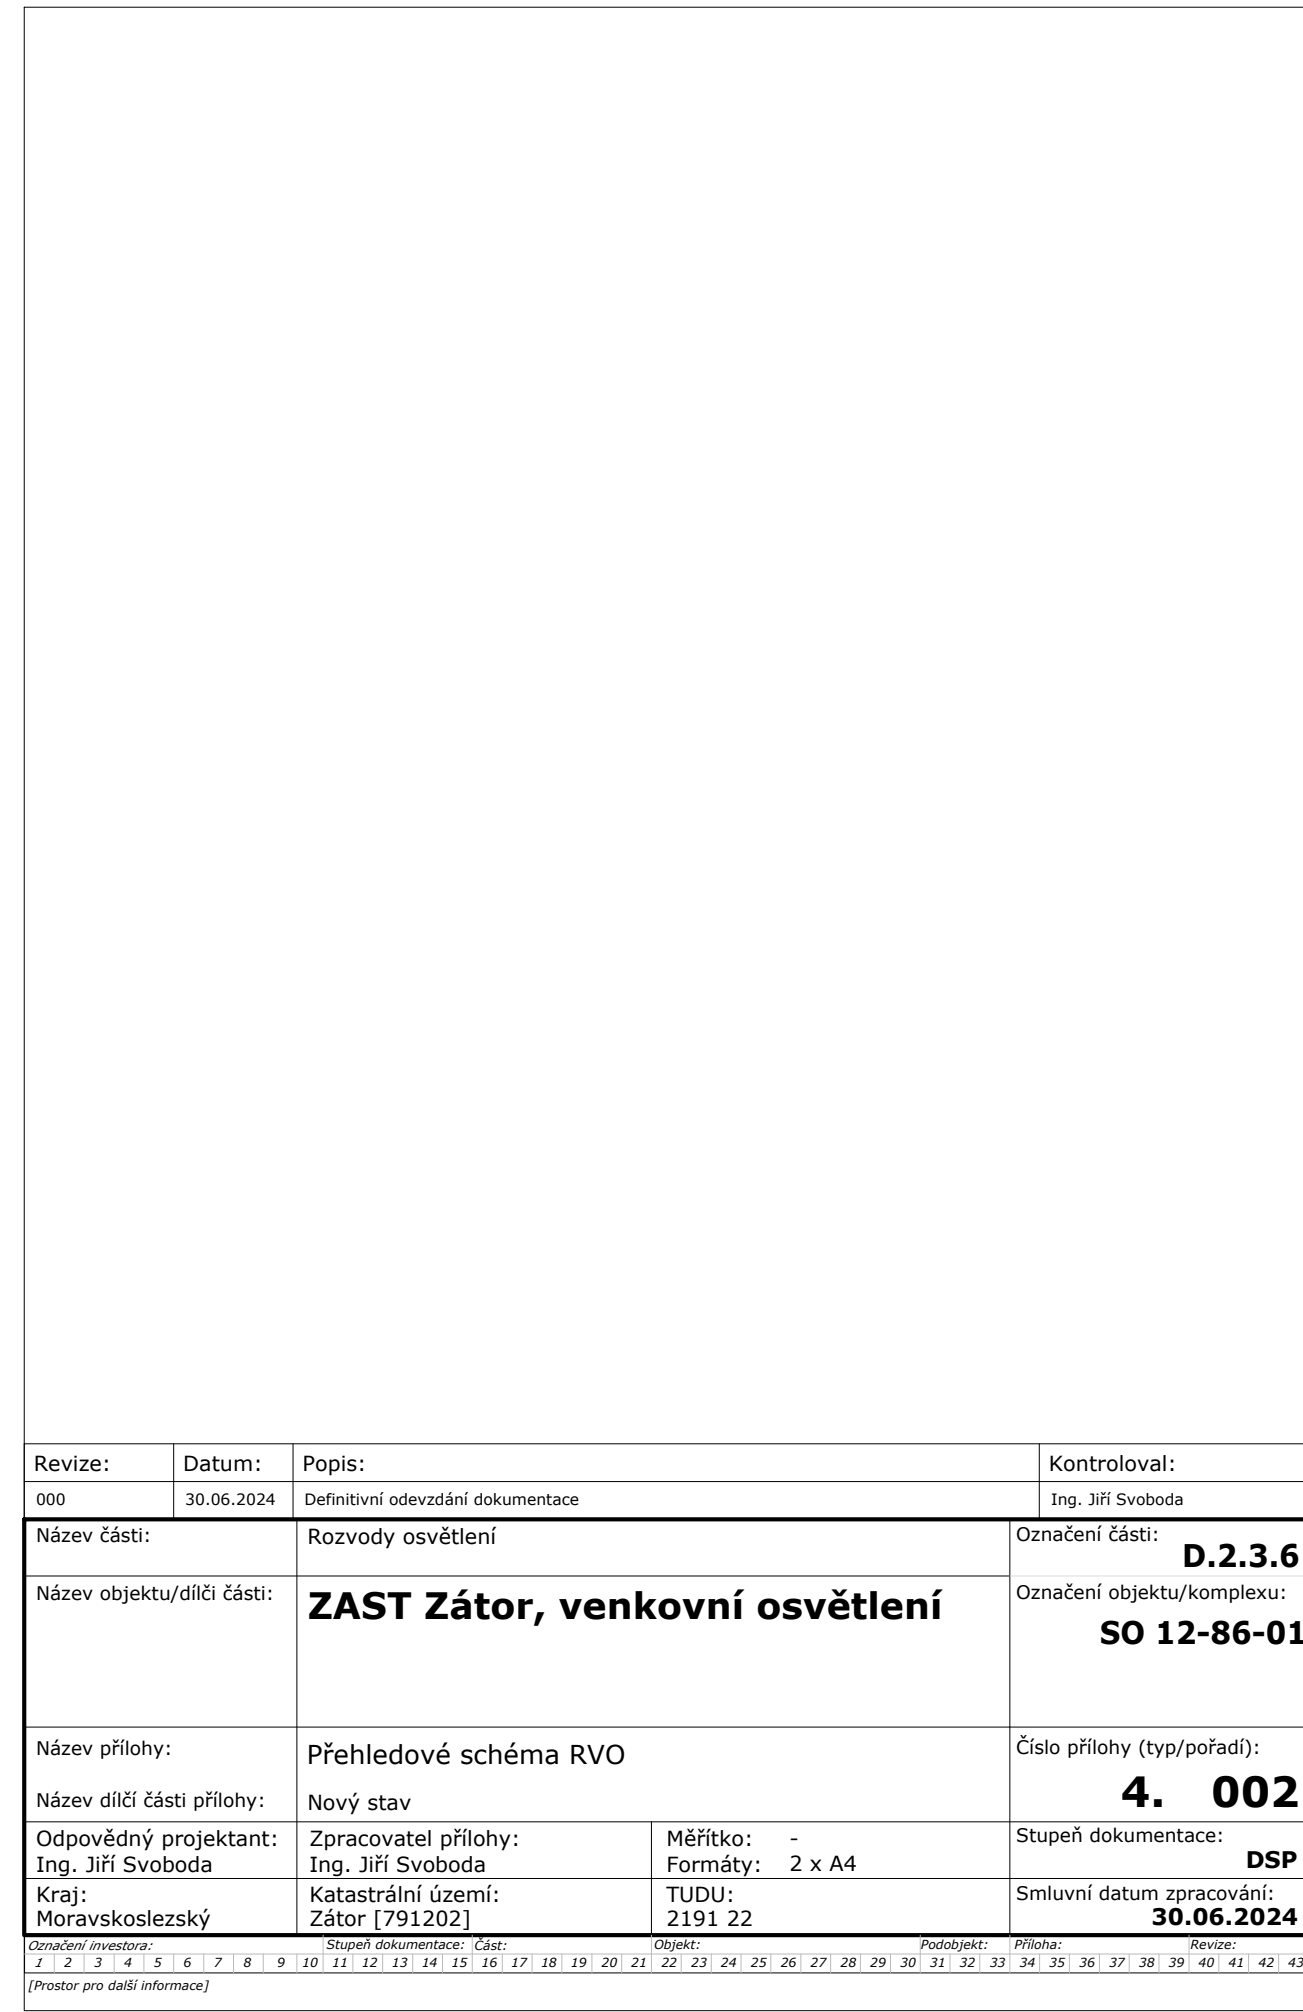 Revize: Datum: Popis: Kontroloval:
000 30.06.2024 Definitivní odevzdání dokumentace Ing. Jiří Svoboda
Název části: Rozvody osvětlení Označení části:
D.2.3.6
Název objektu/dílči části: ZAST Zátor, venkovní osvětlení Označení objektu/komplexu:
SO 12-86-01
Název přílohy: Přehledové schéma RVO Číslo přílohy (typ/pořadí):
4. 002
Název dílčí části přílohy: Nový stav
Odpovědný projektant: Zpracovatel přílohy: Měřítko: - Stupeň dokumentace:
Ing. Jiří Svoboda Ing. Jiří Svoboda Formáty: 2 x A4 DSP
Kraj: Katastrální území: TUDU: Smluvní datum zpracování:
Moravskoslezský Zátor [791202] 2191 22 30.06.2024
Označení investora: Stupeň dokumentace: Část: Objekt: Podobjekt: Příloha: Revize:
1 2 3 4 5 6 7 8 9 10 11 12 13 14 15 16 17 18 19 20 21 22 23 24 25 26 27 28 29 30 31 32 33 34 35 36 37 38 39 40 41 42 43
[Prostor pro další informace]